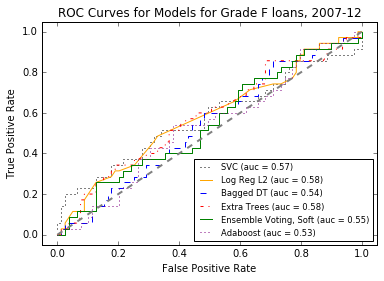 ROC Curves for Models for Grade F loans, 2007-12
True Positive Rate
1.0
0.8
0.6
0.4
0.2
0.0
SVC (auc = 0.57)
Log Reg L2 (auc = 0.58)
Bagged DT (auc = 0.54)
Extra Trees (auc = 0.58)
Ensemble Voting, Soft (auc = 0.55)
Adaboost (auc = 0.53)
0.0 0.2 0.4 0.6 0.8 1.0
False Positive Rate